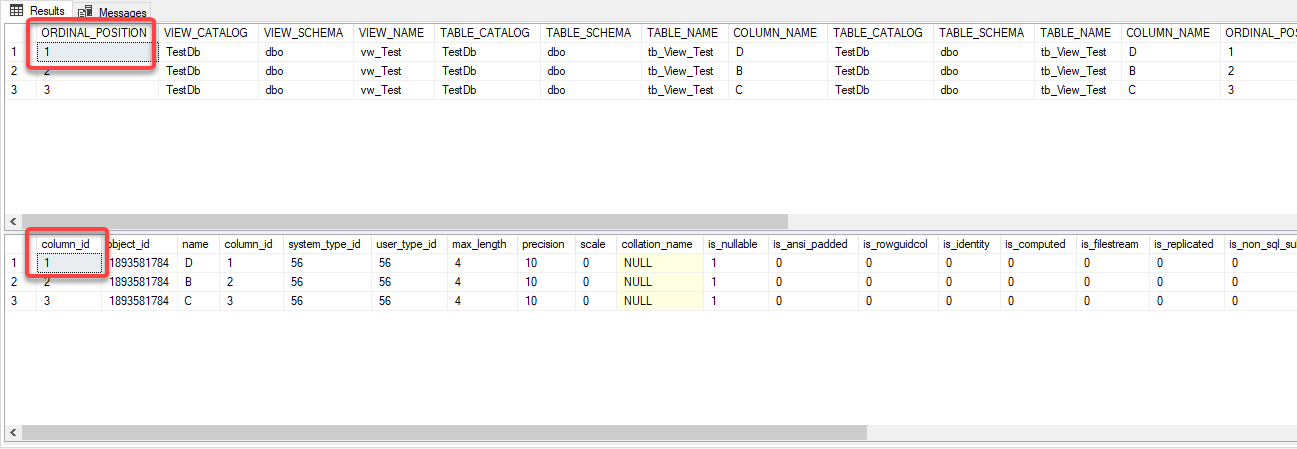 Results Messages
ORDINAL_POSITION VIEW_CATALOG VIEW_SCHEMA VIEW_NAME TABLE_CATALOG TABLE_SCHEMA TABLE_NAME COLUMN_NAME TABLE_CATALOG TABLE_SCHEMA TABLE_NAME COLUMN_NAME ORDINAL_POS
1 1 TestDb dbo vw_Test TestDb dbo tb_View_Test D TestDb dbo tb_View_Test D 1
2 2 TestDb dbo vw_Test TestDb dbo tb_View_Test B TestDb dbo tb_View_Test B 2
3 3 TestDb dbo vw_Test TestDb dbo tb_View_Test C TestDb dbo tb_View_Test C 3
column_id object_id name column_id system_type_id user_type_id max_length precision scale collation_name is_nullable is_ansi_padded is_rowguidcol is_identity is_computed is_filestream is_replicated is_non_sql_su
1 1 1893581784 D 1 56 56 4 10 0 NULL 1 0 0 0 0 0 0 0
2 2 1893581784 B 2 56 56 4 10 0 NULL 1 0 0 0 0 0 0 0
3 3 1893581784 C 3 56 56 4 10 0 NULL 1 0 0 0 0 0 0 0